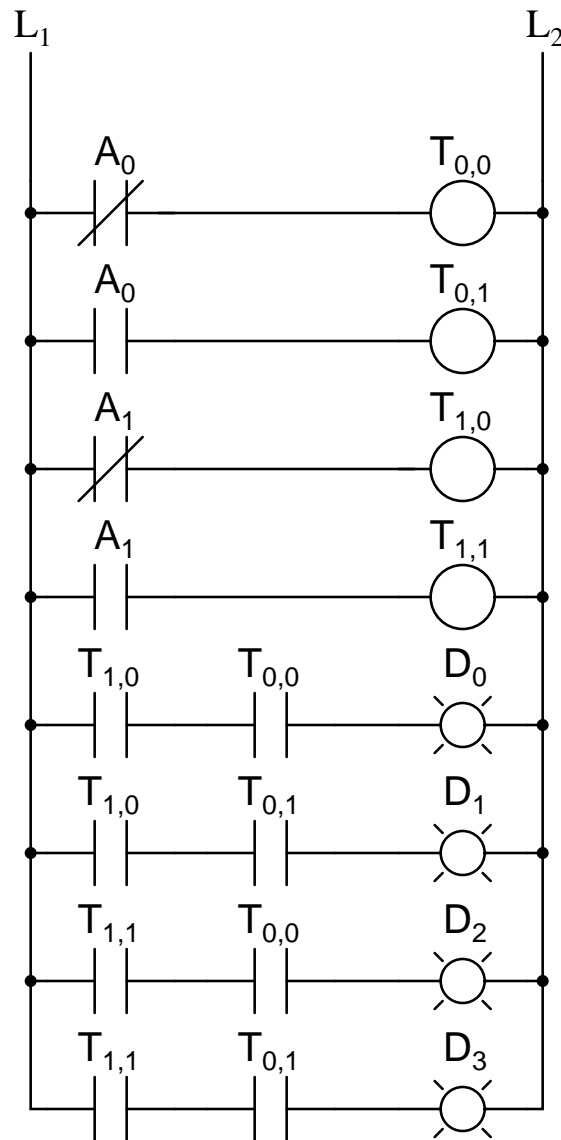 L₁ L₂
A₀ T₀,₀
A₀ T₀,₁
A₁ T₁,₀
A₁ T₁,₁
T₁,₀ T₀,₀ D₀
T₁,₀ T₀,₁ D₁
T₁,₁ T₀,₀ D₂
T₁,₁ T₀,₁ D₃